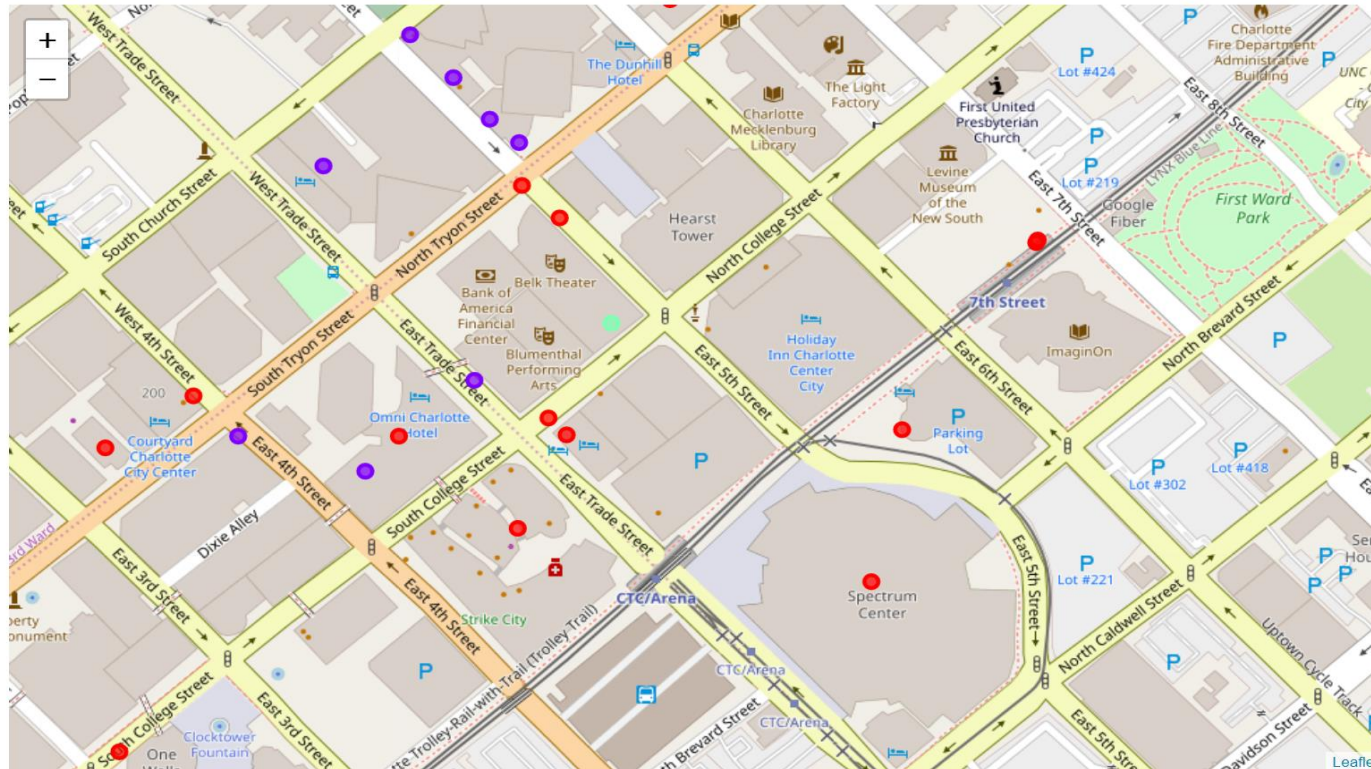 +
−
West Trade Street
The Dunhill
Hotel
Charlotte
Fire Department
Administrative
Building
P
P
Lot #424
P
UNC
City
The Light
Factory
Charlotte
Mecklenburg
Library
First United
Presbyterian
Church
East 8th Street
P
P
Lot #219
LYNX Blue Line
Levine
Museum
of the
New South
East 7th Street
Google
Fiber
First Ward
Park
South Church Street
West Trade Street
North Tryon Street
Hearst
Tower
North College Street
Belk Theater
Bank of
America
Financial
Center
Blumenthal
Performing
Arts
7th Street
ImaginOn
North Brevard Street
P
West 4th Street
South Tryon Street
East Trade Street
East 5th Street
Holiday
Inn Charlotte
Center
City
East 6th Street
200
Courtyard
Charlotte
City Center
Omni Charlotte
Hotel
P
Parking
Lot
P
P
Lot #302
P
Lot #418
East 4th Street
South College Street
East Trade Street
Dixie Alley
3rd Ward
East 3rd Street
East 4th Street
Strike City
CTC/Arena
Spectrum
Center
East 5th Street
P
Lot #221
P
P
P
North Caldwell Street
Uptown Cycle Track
Trolley-Rail-with-Trail (Trolley Trail)
P
CTC/Arena
CTC/Arena
P
East 3rd Street
South College Street
Clocktower
Fountain
One
North Brevard Street
East 5th Street
Davidson Street